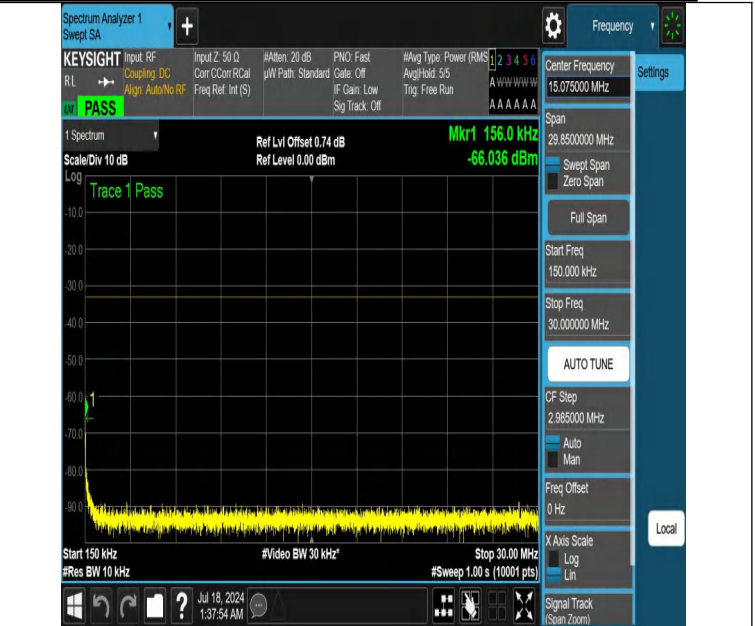 Spectrum Analyzer 1
Swept SA
+
Frequency
KEYSIGHT
RL
PASS
Input: RF
Coupling: DC
Align: Auto/No RF
Input Z: 50 Ω
Corr CCorr RCal
Freq Ref: Int (S)
#Atten: 20 dB
µW Path: Standard
PNO: Fast
Gate: Off
IF Gain: Low
Sig Track: Off
#Avg Type: Power (RMS
Avg|Hold: 5/5
Trig: Free Run
1 2 3 4 5 6
A W W W W W
A A A A A A
1 Spectrum
Scale/Div 10 dB
Ref Lvl Offset 0.74 dB
Ref Level 0.00 dBm
Mkr1 156.0 kHz
-66.036 dBm
Log
Trace 1 Pass
-10.0
-20.0
-30.0
-40.0
-50.0
-60.0
1
-70.0
-80.0
-90.0
Start 150 kHz
#Res BW 10 kHz
#Video BW 30 kHz*
Stop 30.00 MHz
#Sweep 1.00 s (10001 pts)
?
Jul 18, 2024
1:37:54 AM
Center Frequency
15.075000 MHz
Settings
Span
29.8500000 MHz
Swept Span
Zero Span
Full Span
Start Freq
150.000 kHz
Stop Freq
30.000000 MHz
AUTO TUNE
CF Step
2.985000 MHz
Auto
Man
Freq Offset
0 Hz
X Axis Scale
Log
Lin
Local
Signal Track
(Span Zoom)